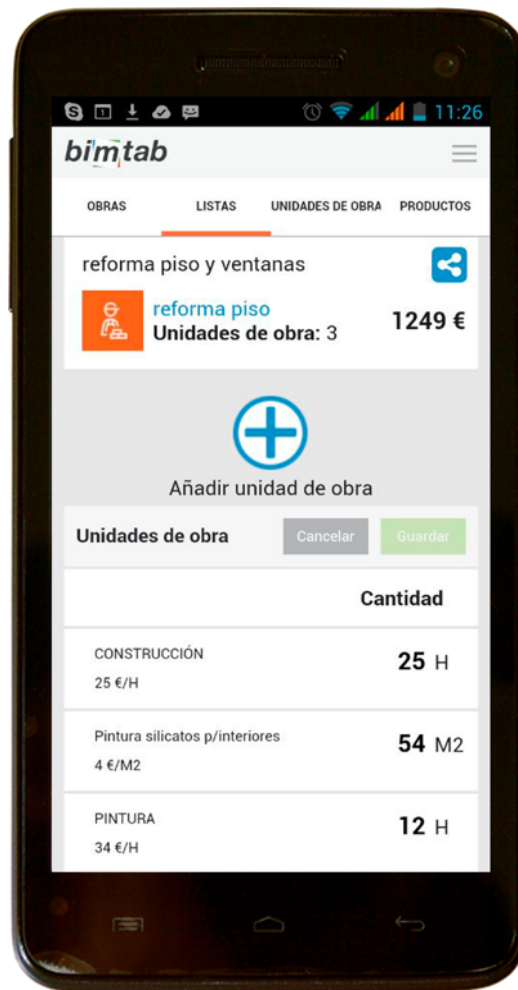 11:26
bimtab
OBRAS LISTAS UNIDADES DE OBRA PRODUCTOS
reforma piso y ventanas
reforma piso
Unidades de obra: 3 1249 €
Añadir unidad de obra
Unidades de obra Cancelar Guardar
Cantidad
CONSTRUCCIÓN
25 €/H
25 H
Pintura silicatos p/interiores
4 €/M2
54 M2
PINTURA
34 €/H
12 H